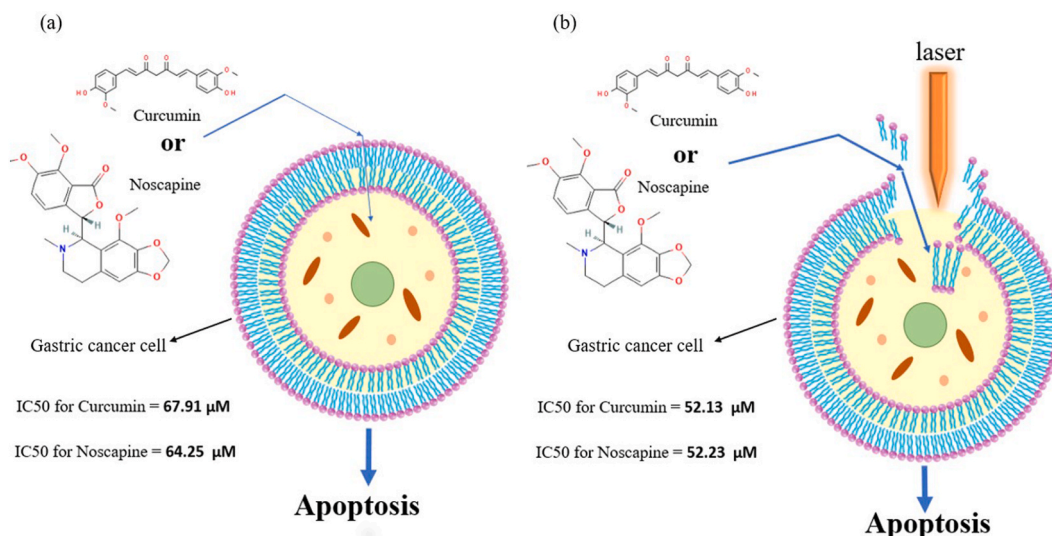 (a)
Curcumin
or
Noscapine
Gastric cancer cell
IC50 for Curcumin = 67.91 µM
IC50 for Noscapine = 64.25 µM
Apoptosis
(b)
laser
Curcumin
or
Noscapine
Gastric cancer cell
IC50 for Curcumin = 52.13 µM
IC50 for Noscapine = 52.23 µM
Apoptosis